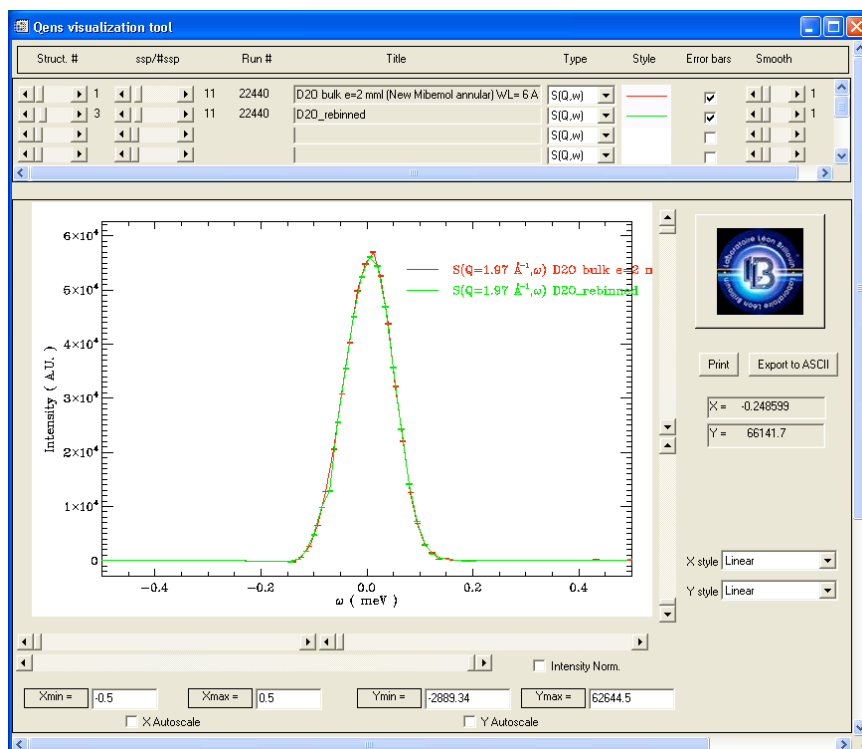 Qens visualization tool
Struct. # ssp/#ssp Run # Title Type Style Error bars Smooth
1 11 22440 D2O bulk e=2 mml (New Mibemol annular) WL= 6 A S(Q,w) 1
3 11 22440 D2O_rebinned S(Q,w) 1
S(Q,w)
S(Q,w)
6×10⁴
5×10⁴
4×10⁴
3×10⁴
2×10⁴
1×10⁴
0
Intensity ( A.U. )
S(Q=1.97 Å⁻¹,ω) D2O bulk e=2 m
S(Q=1.97 Å⁻¹,ω) D2O_rebinned
-0.4 -0.2 0.0 0.2 0.4
ω ( meV )
Laboratoire Léon Brillouin
LLB
Print Export to ASCII
X = -0.248599
Y = 66141.7
X style Linear
Y style Linear
Intensity Norm.
Xmin = -0.5 Xmax = 0.5 Ymin = -2889.34 Ymax = 62644.5
X Autoscale Y Autoscale